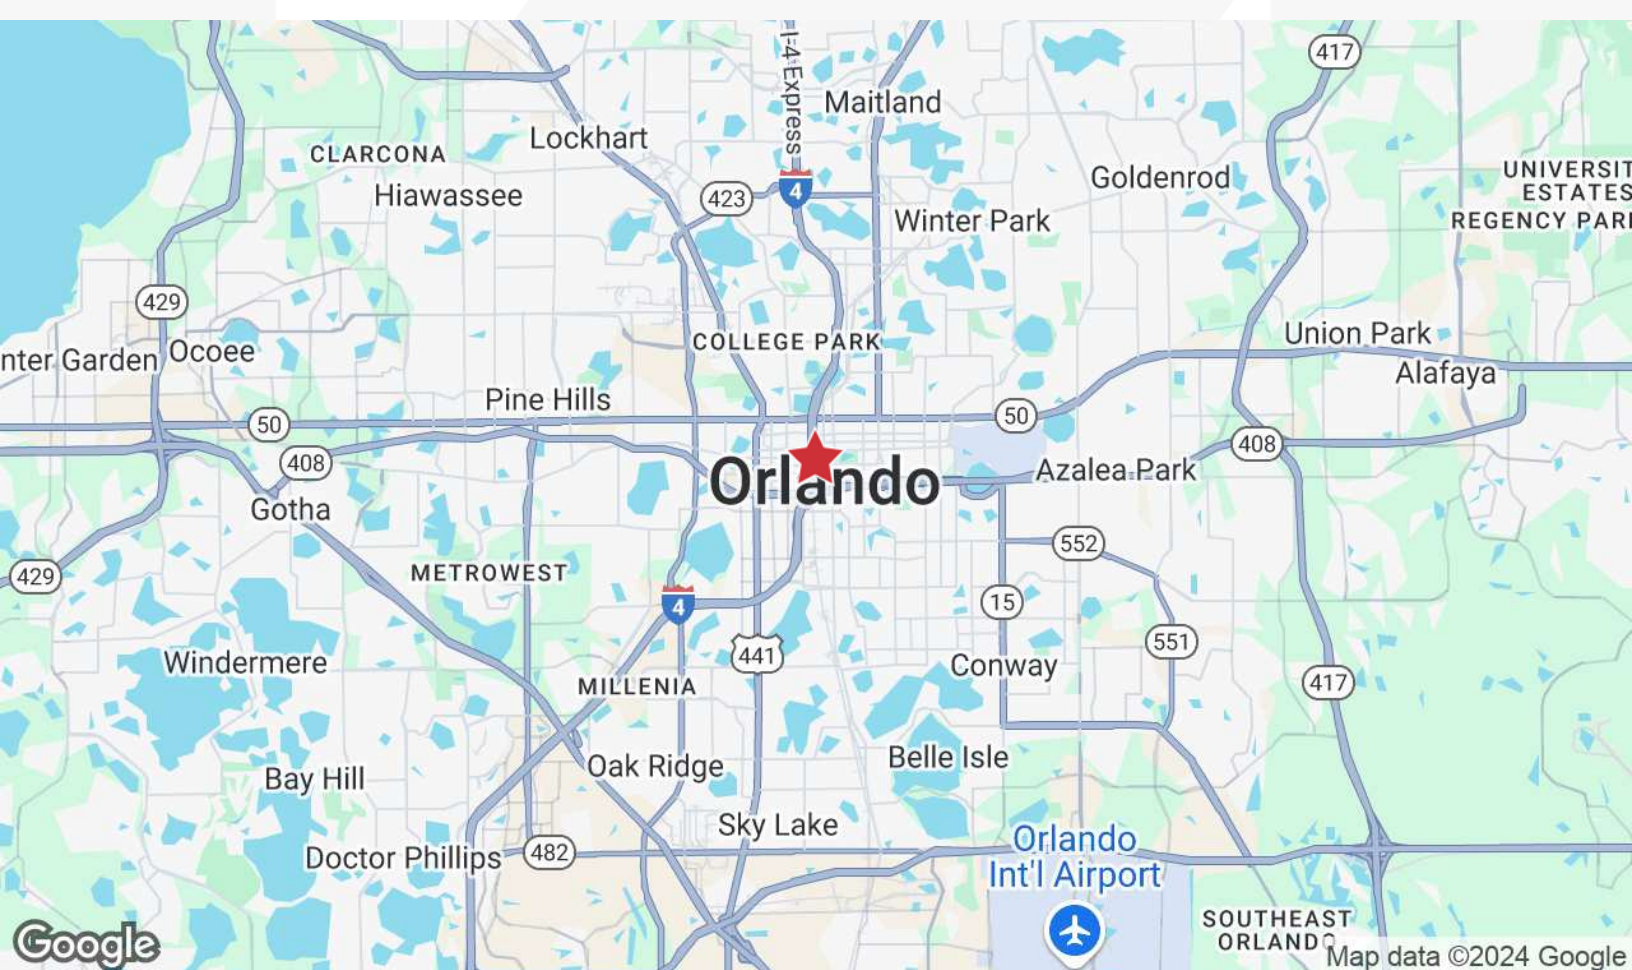 I-4 Express
417
Maitland
Lockhart
CLARCONA
Hiawassee
423
4
Goldenrod
UNIVERSIT
ESTATES
REGENCY PARK
Winter Park
429
COLLEGE PARK
Union Park
nter Garden
Ocoee
Alafaya
Pine Hills
50
50
408
408
Orlando
Azalea Park
Gotha
552
METROWEST
429
4
15
441
551
Windermere
Conway
MILLENIA
417
Oak Ridge
Belle Isle
Bay Hill
Sky Lake
Orlando
Int'l Airport
Doctor Phillips
482
SOUTHEAST
ORLANDO
Google
Map data ©2024 Google